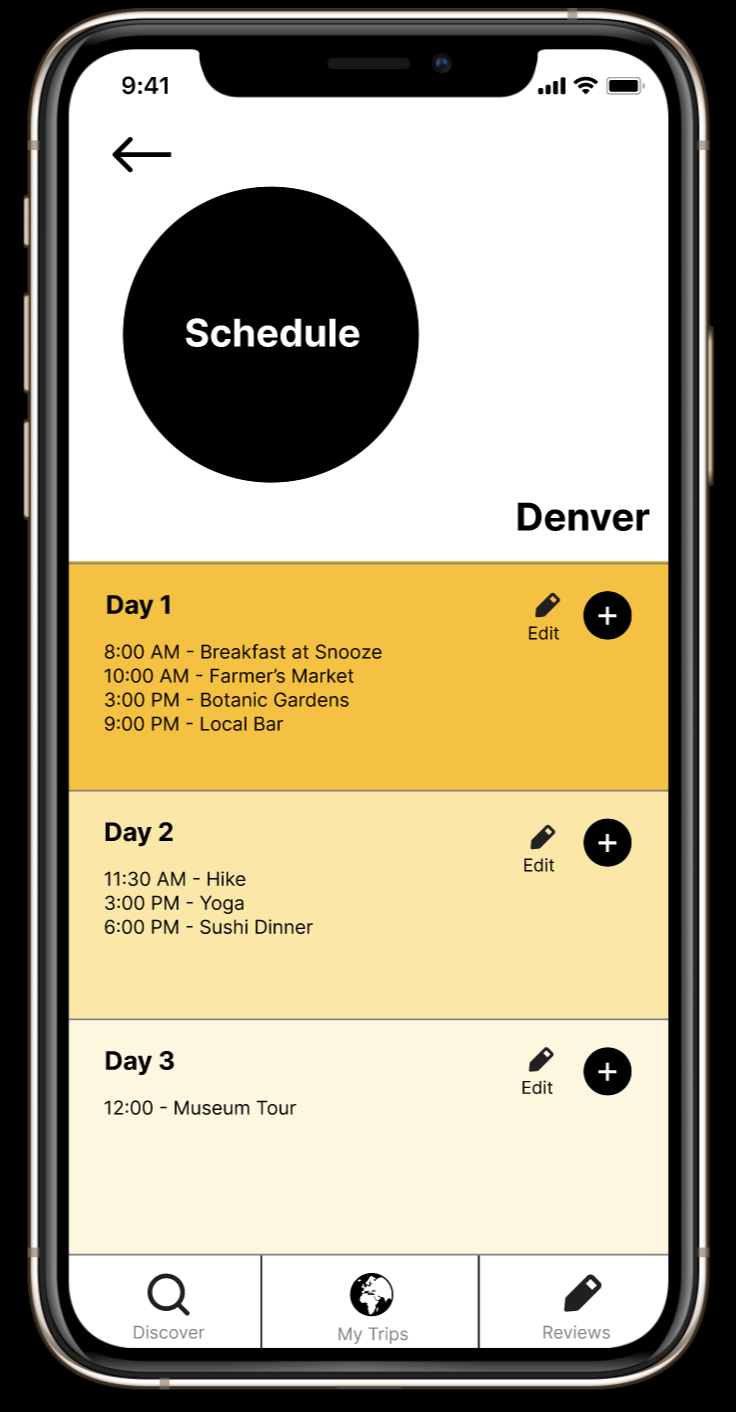 9:41
Schedule
Denver
Day 1
Edit
8:00 AM - Breakfast at Snooze
10:00 AM - Farmer’s Market
3:00 PM - Botanic Gardens
9:00 PM - Local Bar
Day 2
Edit
11:30 AM - Hike
3:00 PM - Yoga
6:00 PM - Sushi Dinner
Day 3
Edit
12:00 - Museum Tour
Discover
My Trips
Reviews